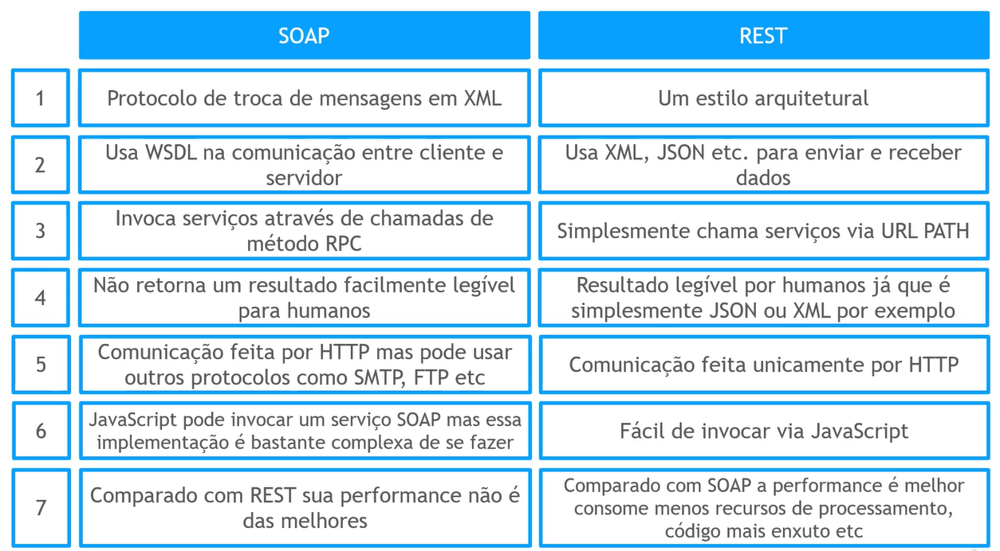 SOAP
REST
1
Protocolo de troca de mensagens em XML
Um estilo arquitetural
2
Usa WSDL na comunicação entre cliente e
servidor
Usa XML, JSON etc. para enviar e receber
dados
3
Invoca serviços através de chamadas de
método RPC
Simplesmente chama serviços via URL PATH
4
Não retorna um resultado facilmente legível
para humanos
Resultado legível por humanos já que é
simplesmente JSON ou XML por exemplo
5
Comunicação feita por HTTP mas pode usar
outros protocolos como SMTP, FTP etc
Comunicação feita unicamente por HTTP
6
JavaScript pode invocar um serviço SOAP mas essa
implementação é bastante complexa de se fazer
Fácil de invocar via JavaScript
7
Comparado com REST sua performance não é
das melhores
Comparado com SOAP a performance é melhor
consome menos recursos de processamento,
código mais enxuto etc